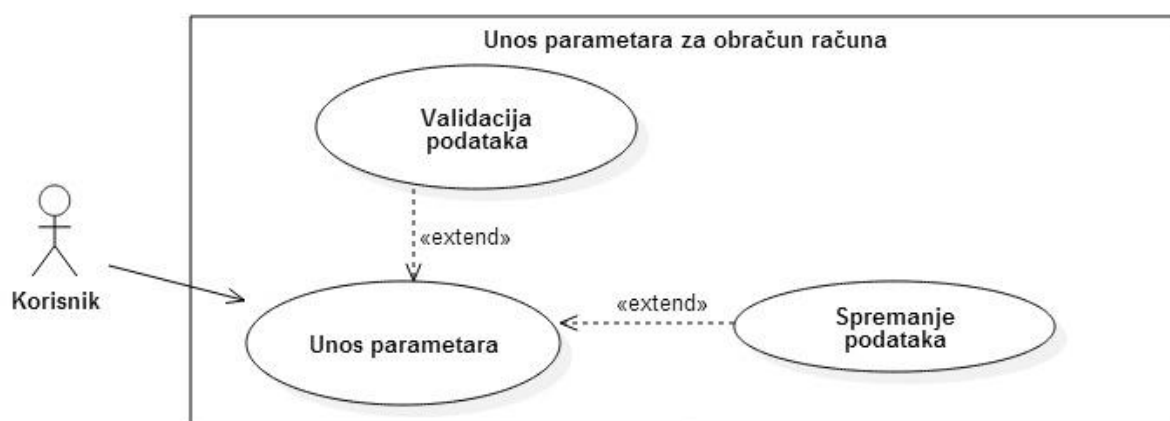 Unos parametara za obračun računa
Validacija
podataka
«extend»
Korisnik
Unos parametara
«extend»
Spremanje
podataka